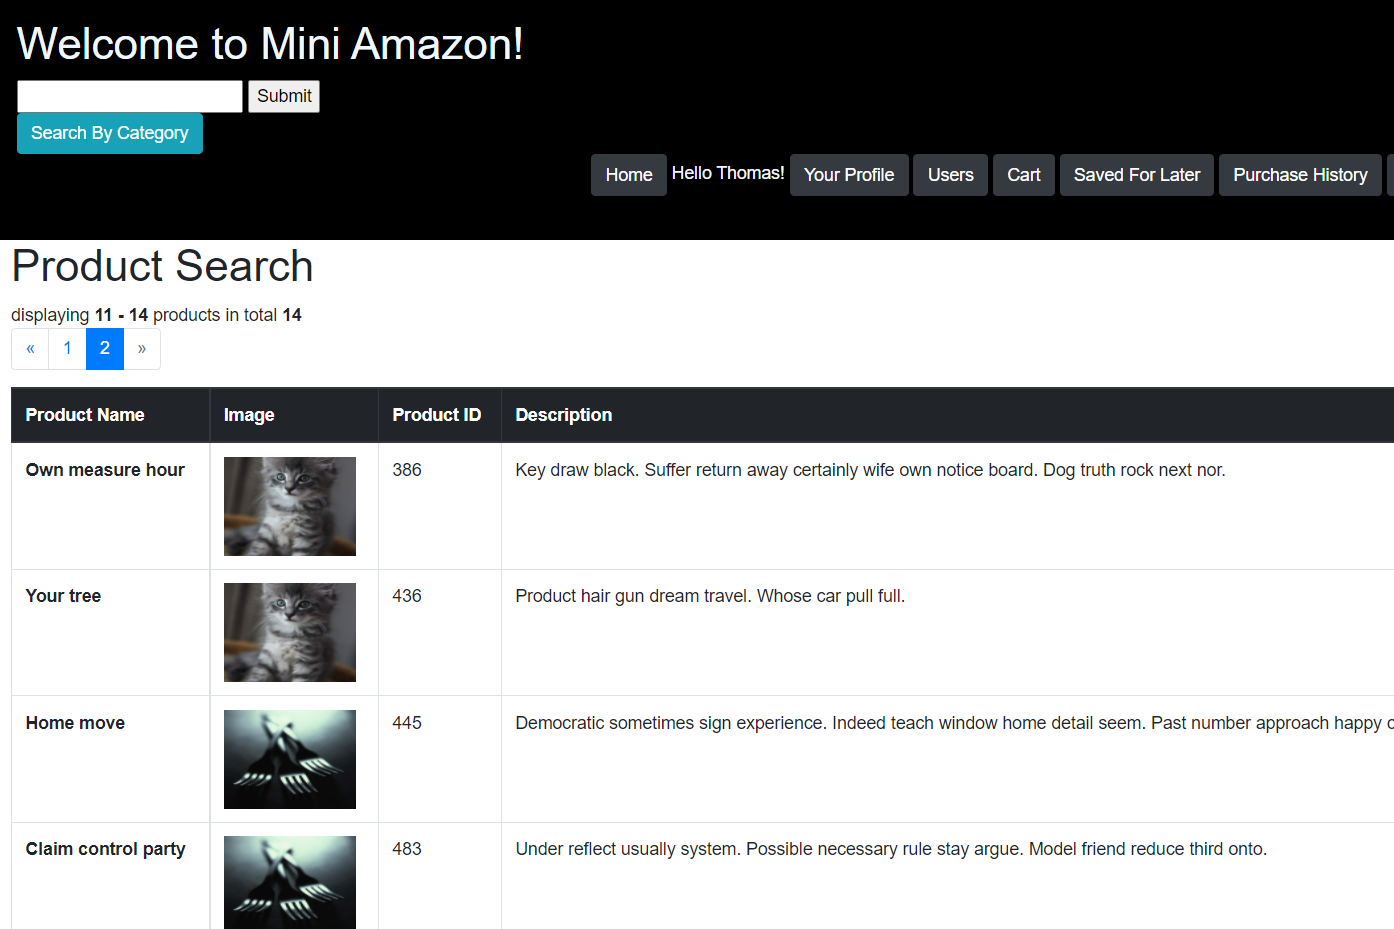 Welcome to Mini Amazon!
Submit
Search By Category
Home Hello Thomas! Your Profile Users Cart Saved For Later Purchase History
Product Search
displaying 11 - 14 products in total 14
« 1 2 »
Product Name Image Product ID Description
Own measure hour 386 Key draw black. Suffer return away certainly wife own notice board. Dog truth rock next nor.
Your tree 436 Product hair gun dream travel. Whose car pull full.
Home move 445 Democratic sometimes sign experience. Indeed teach window home detail seem. Past number approach happy
Claim control party 483 Under reflect usually system. Possible necessary rule stay argue. Model friend reduce third onto.